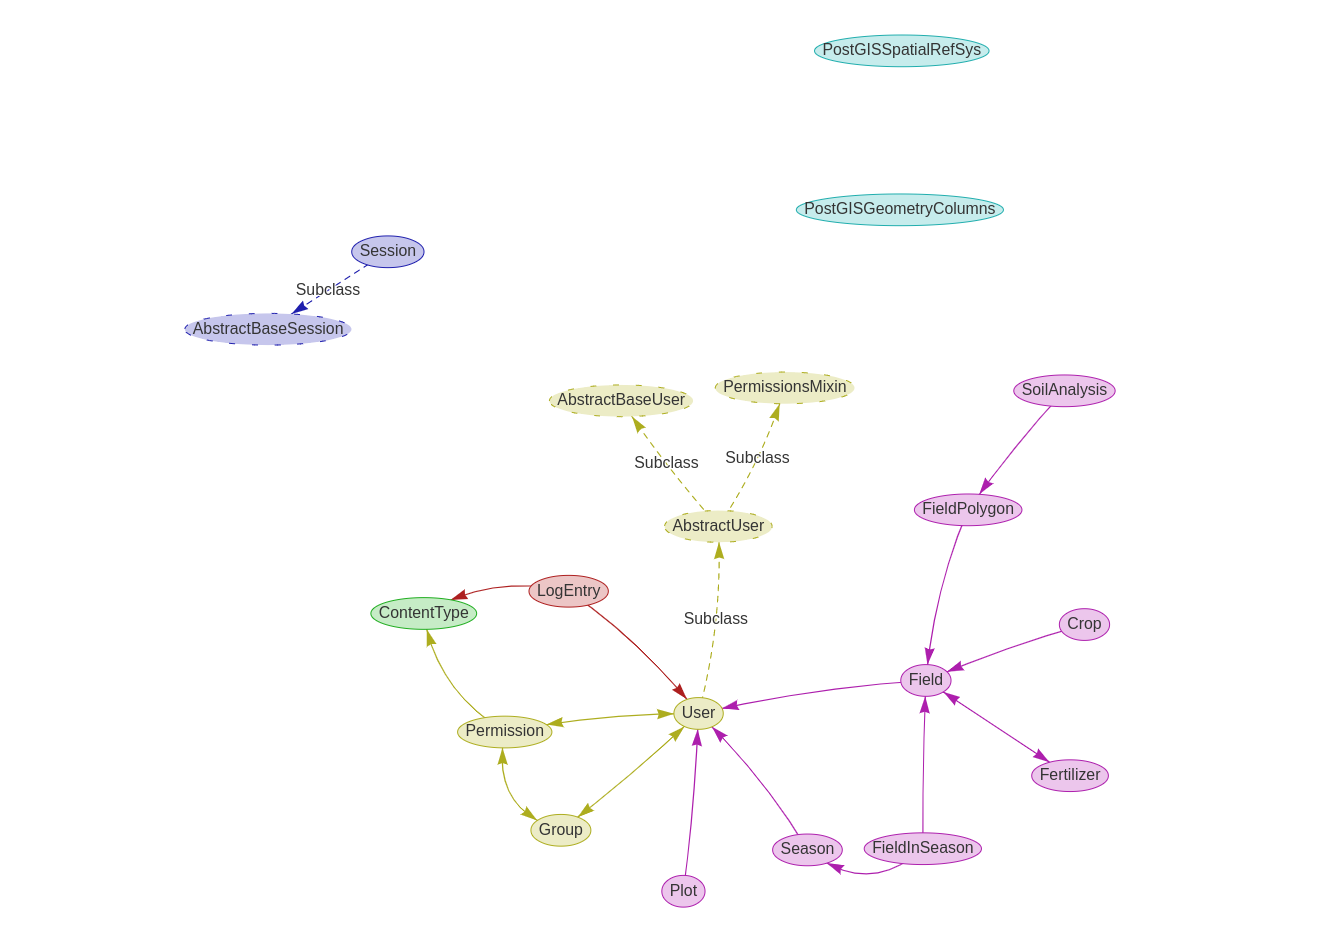 PostGISSpatialRefSys
PostGISGeometryColumns
Session
Subclass
AbstractBaseSession
AbstractBaseUser
PermissionsMixin
SoilAnalysis
Subclass
Subclass
FieldPolygon
AbstractUser
LogEntry
ContentType
Subclass
Crop
Field
User
Permission
Fertilizer
Group
Season
FieldInSeason
Plot